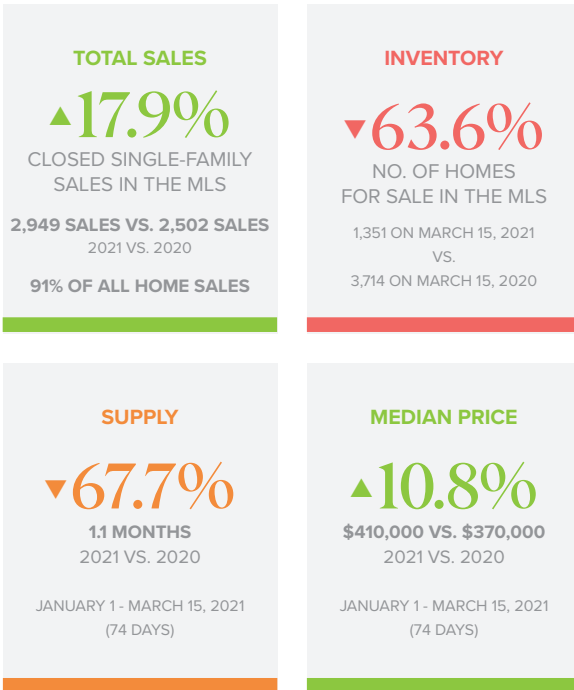 TOTAL SALES
▲17.9%
CLOSED SINGLE-FAMILY
SALES IN THE MLS
2,949 SALES VS. 2,502 SALES
2021 VS. 2020
91% OF ALL HOME SALES
INVENTORY
▼63.6%
NO. OF HOMES
FOR SALE IN THE MLS
1,351 ON MARCH 15, 2021
VS.
3,714 ON MARCH 15, 2020
SUPPLY
▼67.7%
1.1 MONTHS
2021 VS. 2020
JANUARY 1 - MARCH 15, 2021
(74 DAYS)
MEDIAN PRICE
▲10.8%
$410,000 VS. $370,000
2021 VS. 2020
JANUARY 1 - MARCH 15, 2021
(74 DAYS)